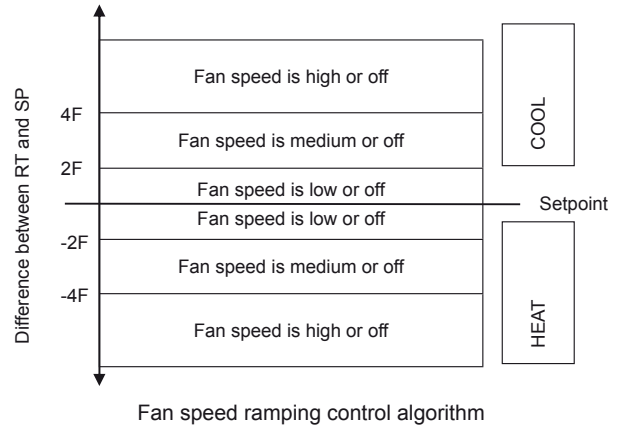 Difference between RT and SP
Fan speed is high or off
4F
Fan speed is medium or off
2F
Fan speed is low or off
Setpoint
Fan speed is low or off
-2F
Fan speed is medium or off
-4F
Fan speed is high or off
COOL
HEAT
Fan speed ramping control algorithm